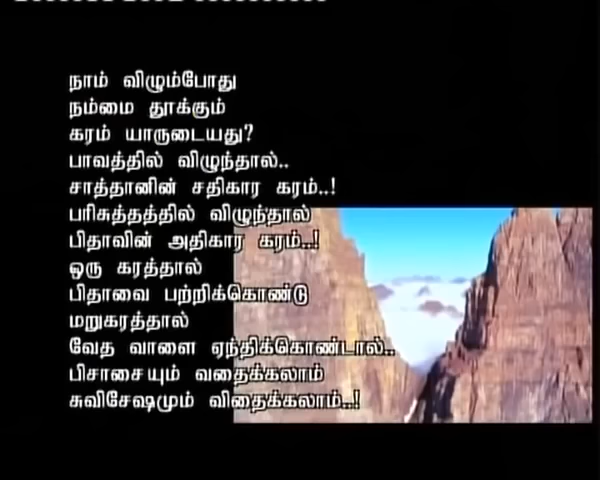 நாம் விழும்போது
நம்மை தூக்கும்
கரம் யாருடையது?
பாவத்தில் விழுந்தால்..
சாத்தானின் சதிகார கரம்..!
பரிசுத்தத்தில் விழுந்தால்
பிதாவின் அதிகார கரம்..!
ஒரு கரத்தால்
பிதாவை பற்றிக்கொண்டு
மறுகரத்தால்
வேத வாளை ஏந்திக்கொண்டால்..
பிசாசையும் வதைக்கலாம்
சுவிசேஷமும் விதைக்கலாம்..!